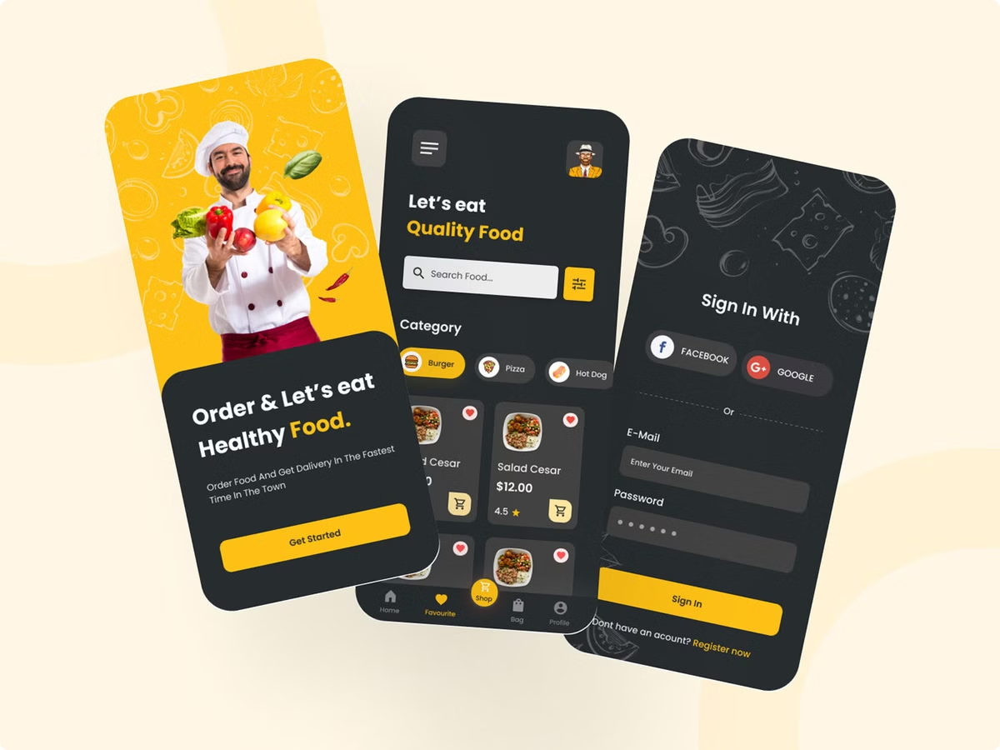 Order & Let’s eat
Healthy Food.
Order Food And Get Dalivery In The Fastest
Time In The Town
Get Started
Let’s eat
Quality Food
Search Food...
Category
Burger
Pizza
Hot Dog
d Cesar
0
Salad Cesar
$12.00
4.5
Home
Favourite
Shop
Bag
Profile
Sign In With
f FACEBOOK
G+ GOOGLE
Or
E-Mail
Enter Your Email
Password
Sign In
Dont have an acount? Register now